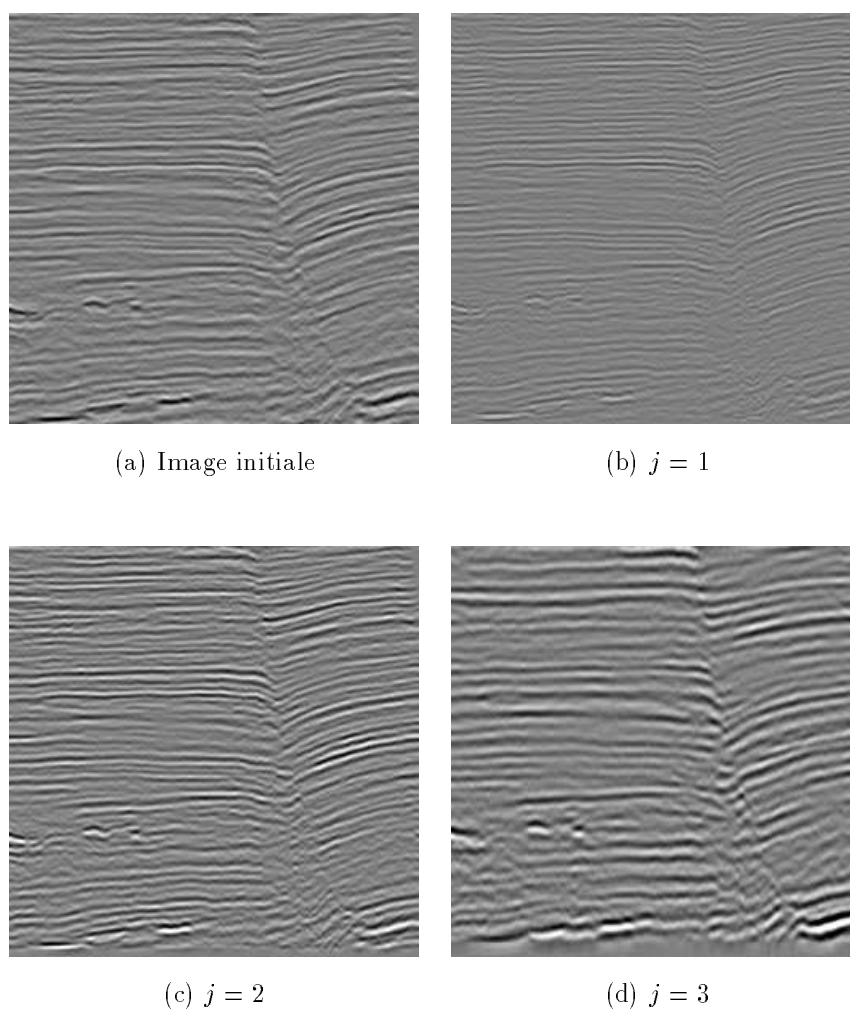 (a) Image initiale
(b) j = 1
(c) j = 2
(d) j = 3